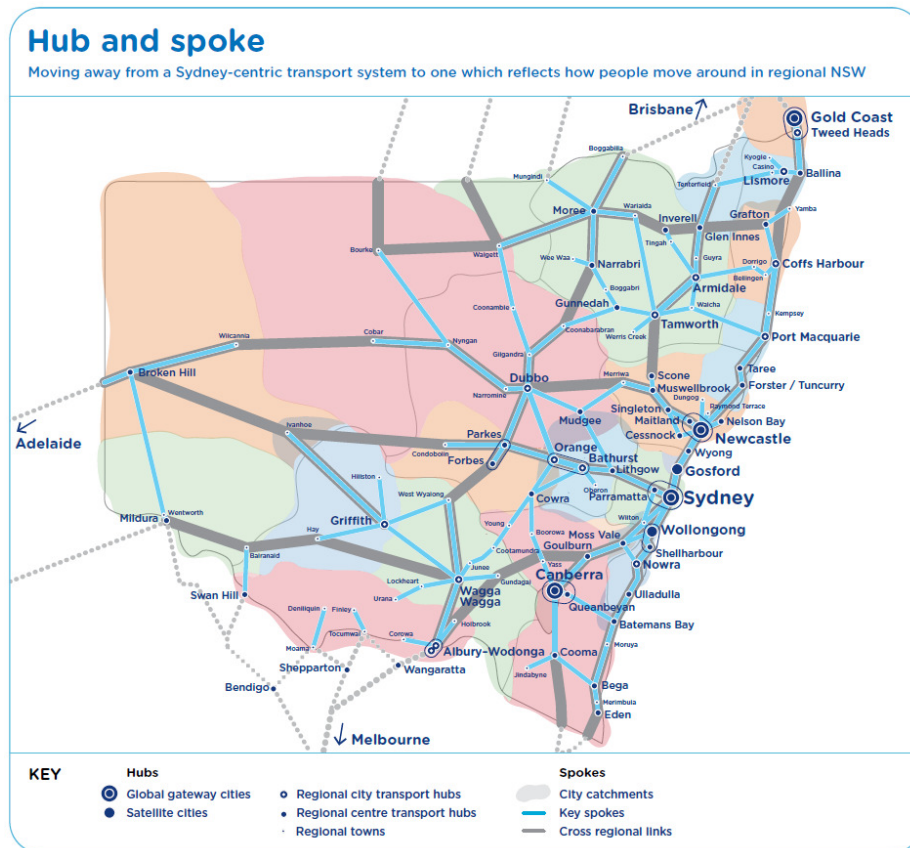 Hub and spoke
Moving away from a Sydney-centric transport system to one which reflects how people move around in regional NSW
Brisbane
Gold Coast
Tweed Heads
Boggabilla
Kyogle
Casino
Mungindi
Tenterfield
Lismore
Ballina
Moree
Warialda
Inverell
Grafton
Yamba
Bourke
Walgett
Tingah
Glen Innes
Wee Waa
Narrabri
Guyra
Dorrigo
Coffs Harbour
Bellingen
Boggabri
Armidale
Coonamble
Gunnedah
Walcha
Kempsey
Wilcannia
Cobar
Nyngan
Coonabarabran
Werris Creek
Tamworth
Port Macquarie
Gilgandra
Broken Hill
Dubbo
Merriwa
Scone
Taree
Muswellbrook
Forster / Tuncurry
Narromine
Dungog
Adelaide
Mudgee
Singleton
Raymond Terrace
Maitland
Nelson Bay
Ivanhoe
Parkes
Cessnock
Newcastle
Condobolin
Orange
Wyong
Forbes
Bathurst
Lithgow
Gosford
Hillston
Oberon
Parramatta
Sydney
West Wyalong
Cowra
Mildura
Wentworth
Griffith
Hay
Young
Boorowa
Wilton
Moss Vale
Wollongong
Goulburn
Balranald
Cootamundra
Shellharbour
Junee
Yass
Nowra
Lockheart
Gundagai
Canberra
Swan Hill
Urana
Wagga
Wagga
Queanbeyan
Ulladulla
Deniliquin
Finley
Holbrook
Batemans Bay
Tocumwal
Corowa
Moama
Albury-Wodonga
Cooma
Moruya
Shepparton
Wangaratta
Jindabyne
Bendigo
Bega
Merimbula
Eden
Melbourne
KEY
Hubs
Spokes
Global gateway cities
Regional city transport hubs
City catchments
Satellite cities
Regional centre transport hubs
Key spokes
Regional towns
Cross regional links